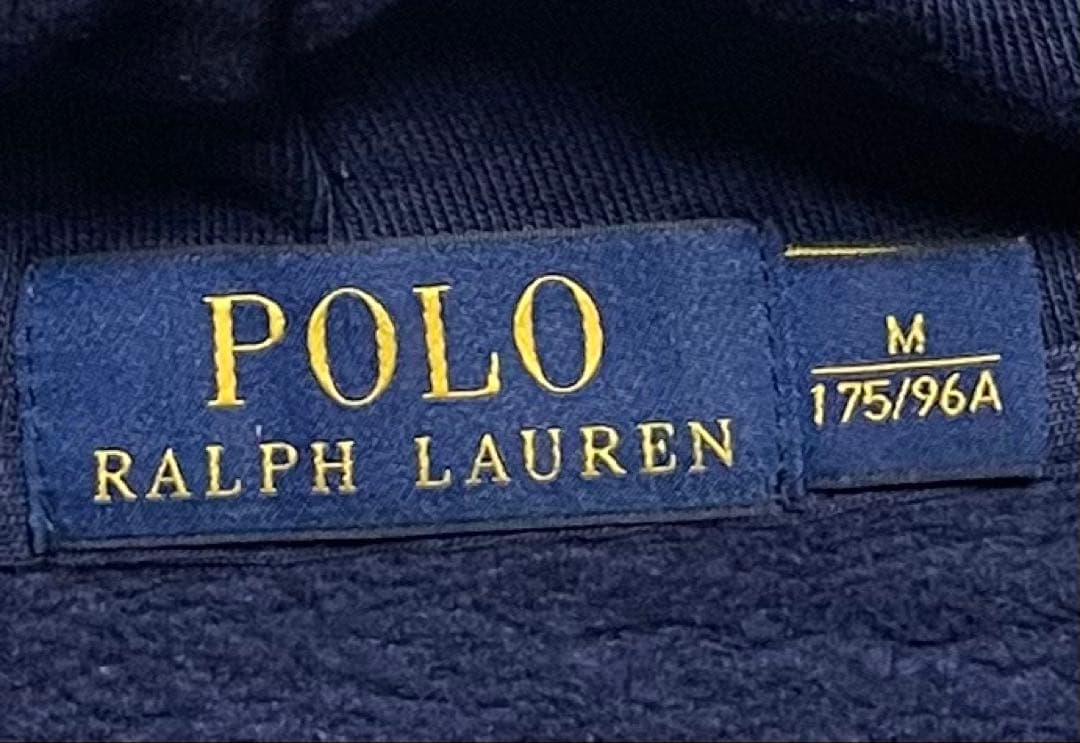 POLO
RALPH LAUREN
M
175/96A